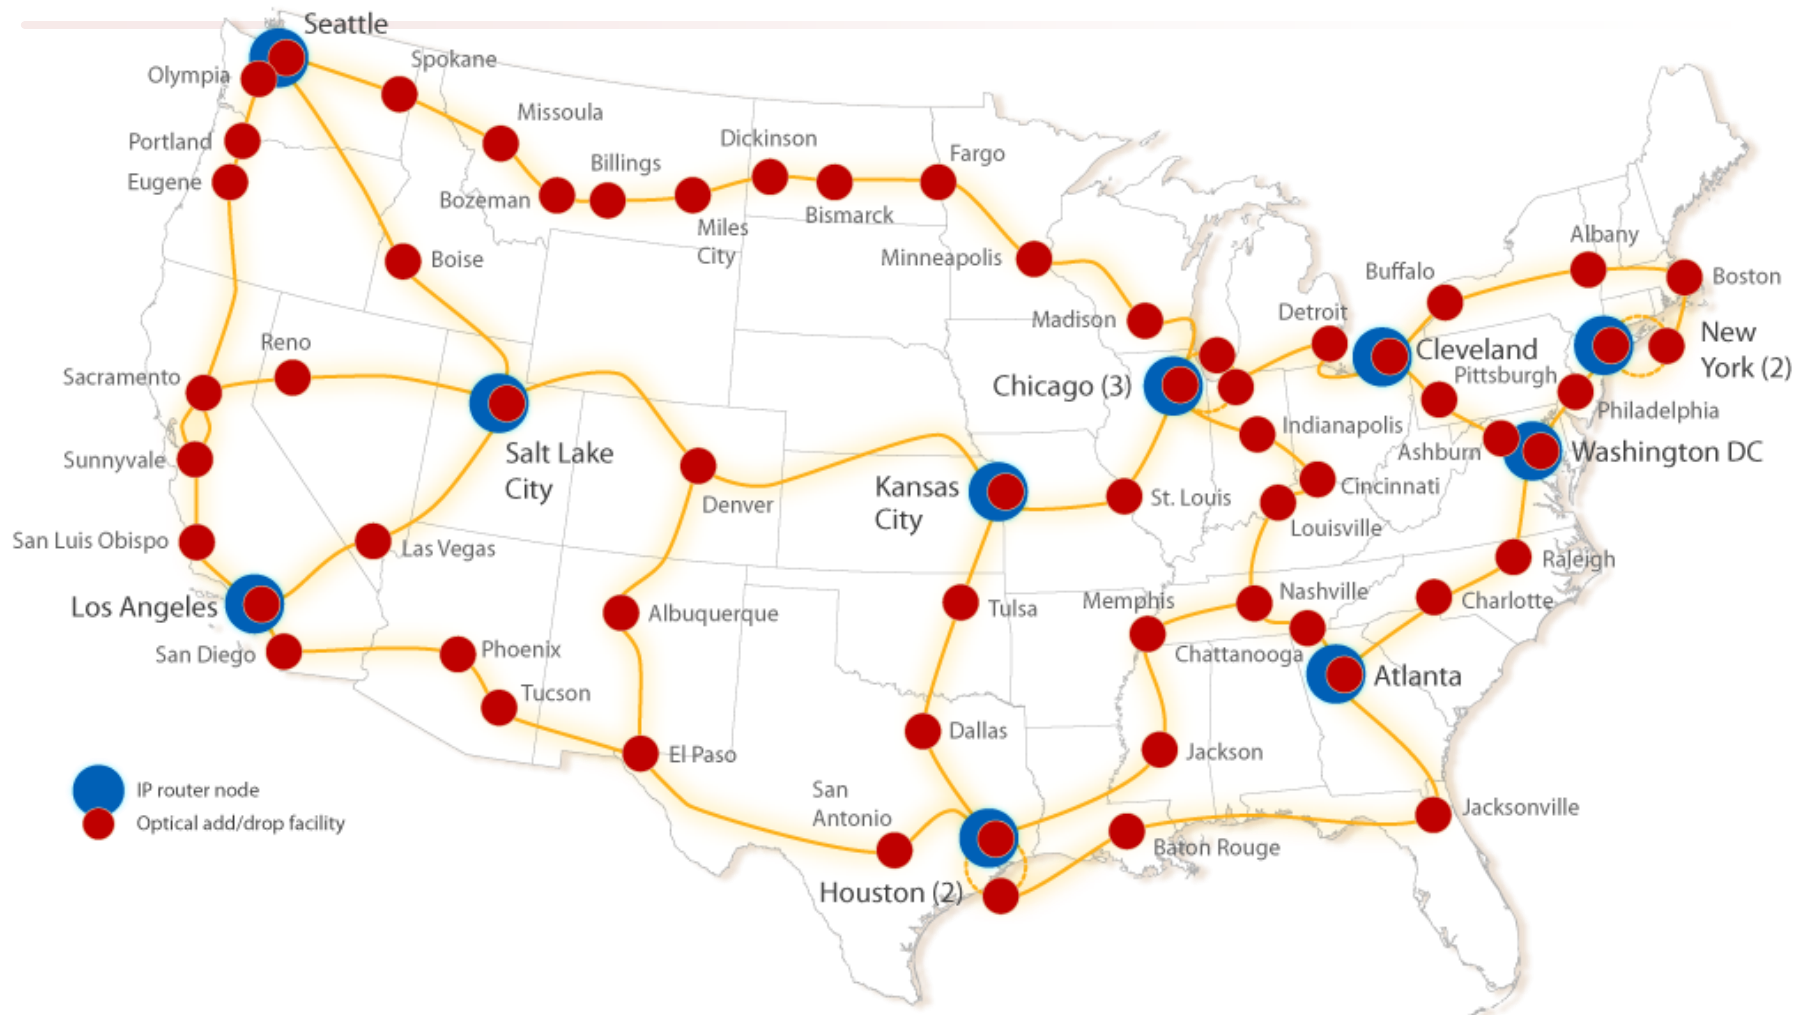 Seattle
Spokane
Olympia
Missoula
Portland
Dickinson
Billings
Fargo
Eugene
Bozeman
Bismarck
Miles
City
Albany
Boise
Minneapolis
Buffalo
Boston
Detroit
Madison
Reno
New
York (2)
Cleveland
Pittsburgh
Sacramento
Chicago (3)
Philadelphia
Indianapolis
Ashburn
Washington DC
Sunnyvale
Salt Lake
City
Kansas
City
Cincinnati
St. Louis
Denver
Louisville
San Luis Obispo
Las Vegas
Raleigh
Nashville
Memphis
Charlotte
Los Angeles
Albuquerque
Tulsa
San Diego
Phoenix
Chattanooga
Atlanta
Tucson
Dallas
Jackson
El Paso
IP router node
San
Antonio
Jacksonville
Optical add/drop facility
Baton Rouge
Houston (2)